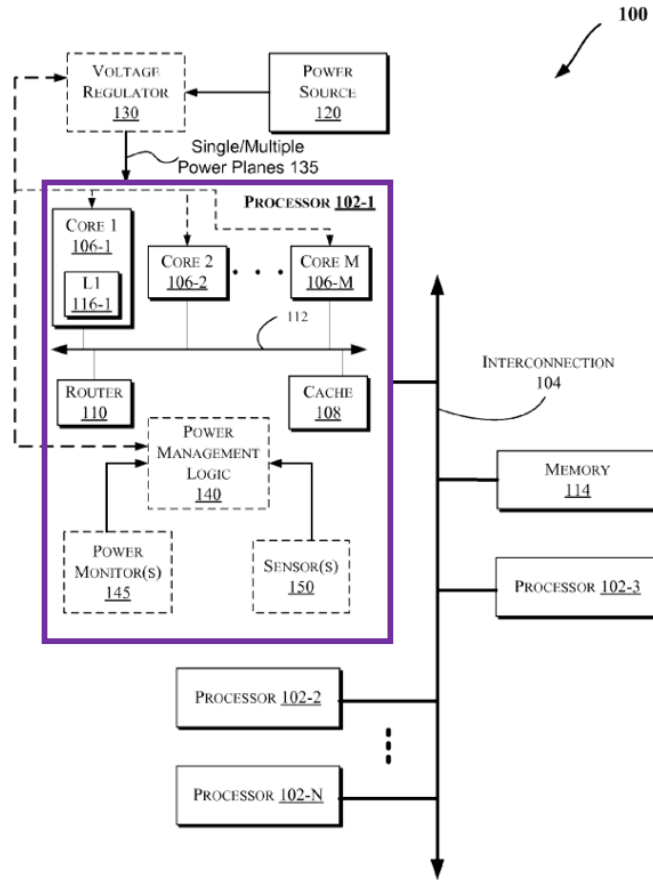 100
VOLTAGE
REGULATOR
130
POWER
SOURCE
120
Single/Multiple
Power Planes 135
PROCESSOR 102-1
CORE 1
106-1
L1
116-1
CORE 2
106-2
CORE M
106-M
112
ROUTER
110
CACHE
108
INTERCONNECTION
104
POWER
MANAGEMENT
LOGIC
140
MEMORY
114
POWER
MONITOR(S)
145
SENSOR(S)
150
PROCESSOR 102-3
PROCESSOR 102-2
PROCESSOR 102-N